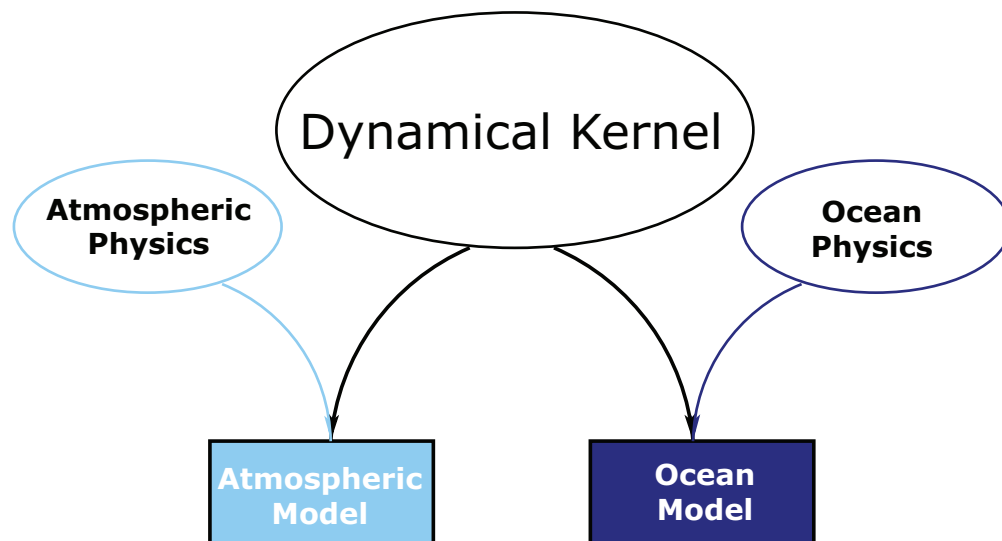 Dynamical Kernel
Atmospheric
Physics
Ocean
Physics
Atmospheric
Model
Ocean
Model